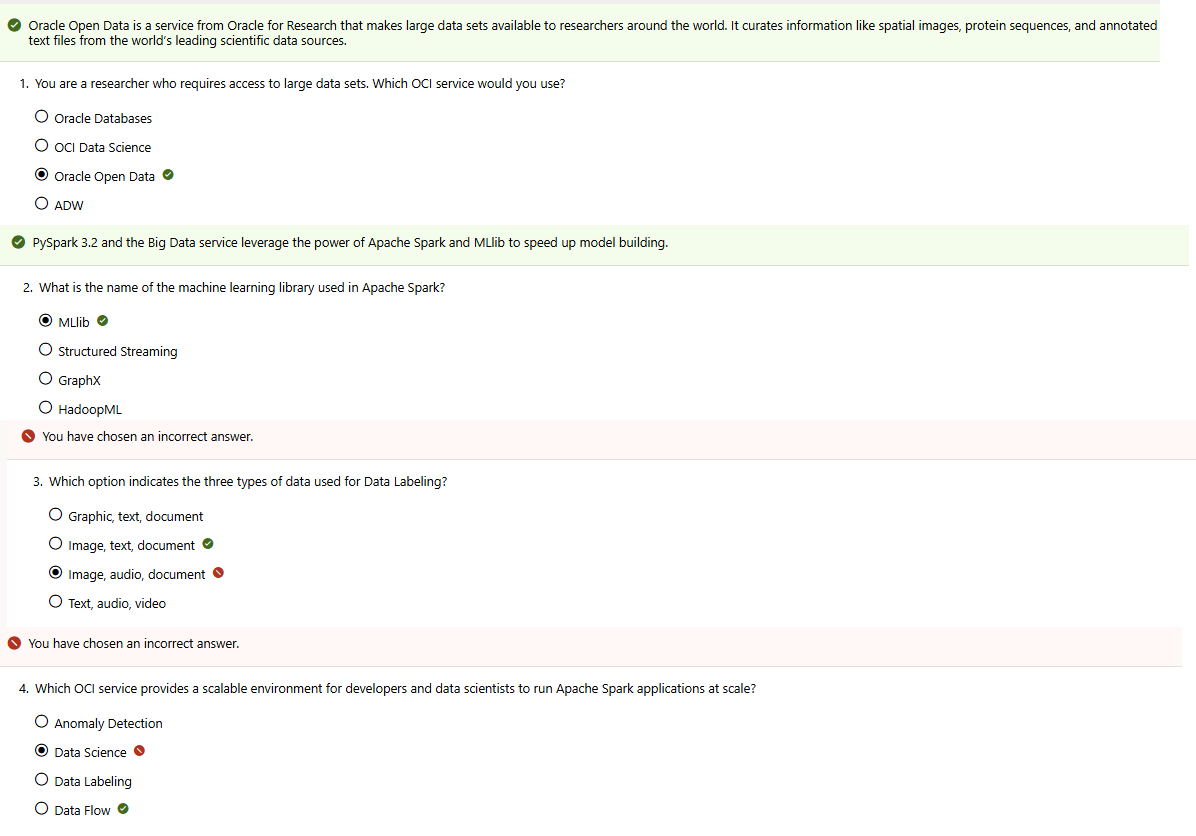 Oracle Open Data is a service from Oracle for Research that makes large data sets available to researchers around the world. It curates information like spatial images, protein sequences, and annotated
text files from the world's leading scientific data sources.
1. You are a researcher who requires access to large data sets. Which OCI service would you use?
Oracle Databases
OCI Data Science
Oracle Open Data
ADW
PySpark 3.2 and the Big Data service leverage the power of Apache Spark and MLlib to speed up model building.
2. What is the name of the machine learning library used in Apache Spark?
MLlib
Structured Streaming
GraphX
HadoopML
You have chosen an incorrect answer.
3. Which option indicates the three types of data used for Data Labeling?
Graphic, text, document
Image, text, document
Image, audio, document
Text, audio, video
You have chosen an incorrect answer.
4. Which OCI service provides a scalable environment for developers and data scientists to run Apache Spark applications at scale?
Anomaly Detection
Data Science
Data Labeling
Data Flow